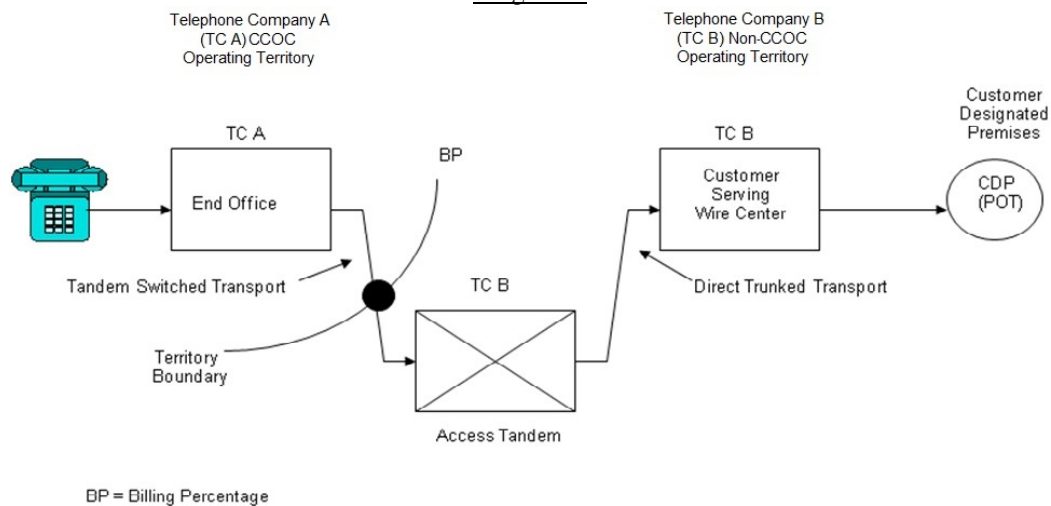 Telephone Company A
(TC A) CCOC
Operating Territory
Telephone Company B
(TC B) Non-CCOC
Operating Territory
Customer
Designated
Premises
TC A
BP
TC B
End Office
Customer
Serving
Wire Center
CDP
(POT)
Tandem Switched Transport
TC B
Direct Trunked Transport
Territory
Boundary
Access Tandem
BP = Billing Percentage